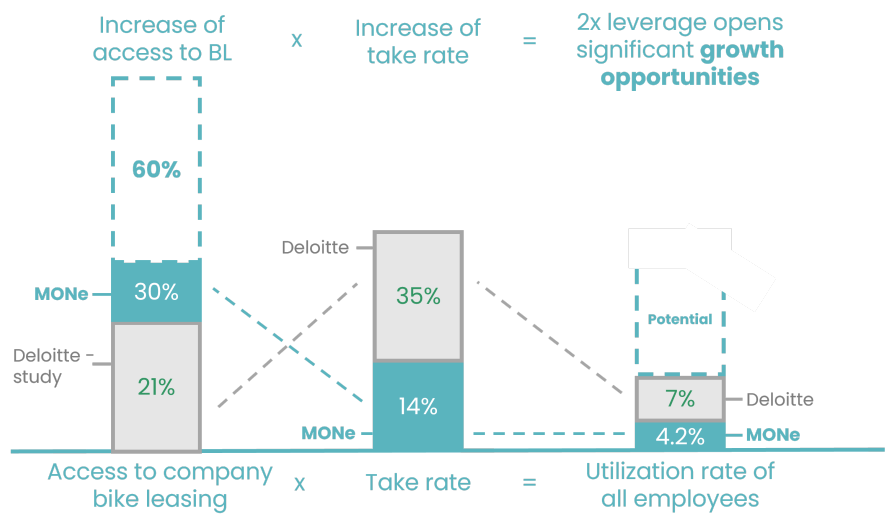 Increase of
access to BL
x
Increase of
take rate
=
2x leverage opens
significant growth
opportunities
60%
MONe
30%
Deloitte -
study
21%
Deloitte
35%
MONe
14%
Potential
7%
Deloitte
4.2%
MONe
Access to company
bike leasing
x
Take rate
=
Utilization rate of
all employees